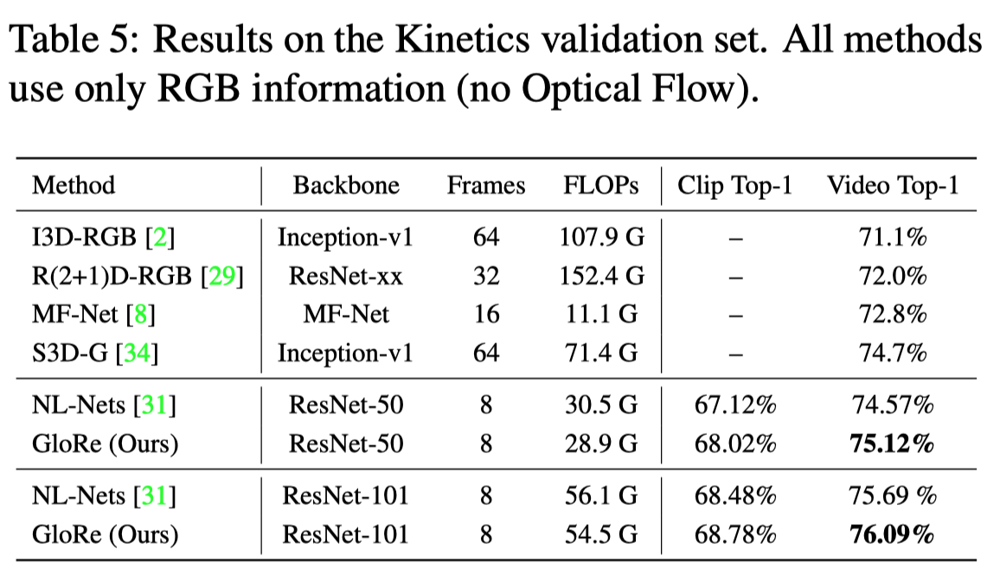 Table 5: Results on the Kinetics validation set. All methods
use only RGB information (no Optical Flow).
Method Backbone Frames FLOPs Clip Top-1 Video Top-1
I3D-RGB [2] Inception-v1 64 107.9 G – 71.1%
R(2+1)D-RGB [29] ResNet-xx 32 152.4 G – 72.0%
MF-Net [8] MF-Net 16 11.1 G – 72.8%
S3D-G [34] Inception-v1 64 71.4 G – 74.7%
NL-Nets [31] ResNet-50 8 30.5 G 67.12% 74.57%
GloRe (Ours) ResNet-50 8 28.9 G 68.02% 75.12%
NL-Nets [31] ResNet-101 8 56.1 G 68.48% 75.69 %
GloRe (Ours) ResNet-101 8 54.5 G 68.78% 76.09%